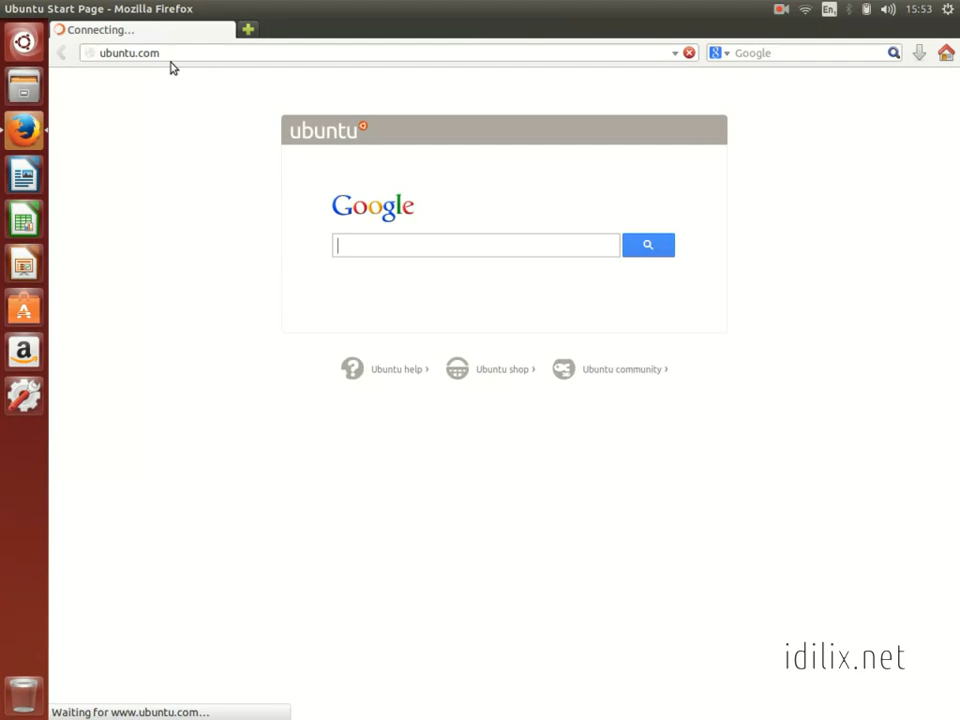 Ubuntu Start Page - Mozilla Firefox
En
15:53
Connecting...
ubuntu.com
Google
ubuntu
Google
Ubuntu help ›
Ubuntu shop ›
Ubuntu community ›
idilix.net
Waiting for www.ubuntu.com...